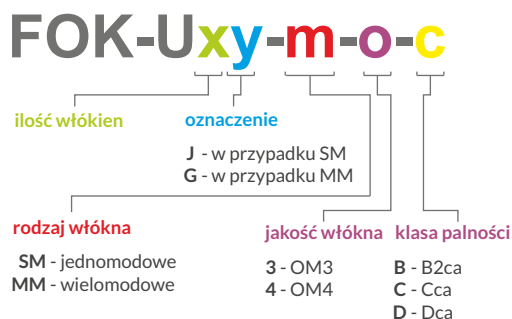 FOK-Uxy-m-o-c
ilość włókien
oznaczenie
J - w przypadku SM
G - w przypadku MM
rodzaj włókna
SM - jednomodowe
MM - wielomodowe
jakość włókna
3 - OM3
4 - OM4
klasa palności
B - B2ca
C - Cca
D - Dca